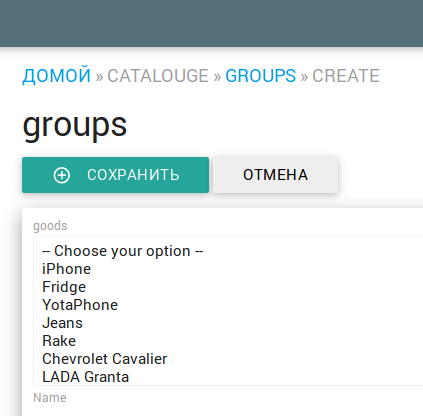 ДОМОЙ » CATALOUGE » GROUPS » CREATE
groups
СОХРАНИТЬ ОТМЕНА
goods
-- Choose your option --
iPhone
Fridge
YotaPhone
Jeans
Rake
Chevrolet Cavalier
LADA Granta
Name